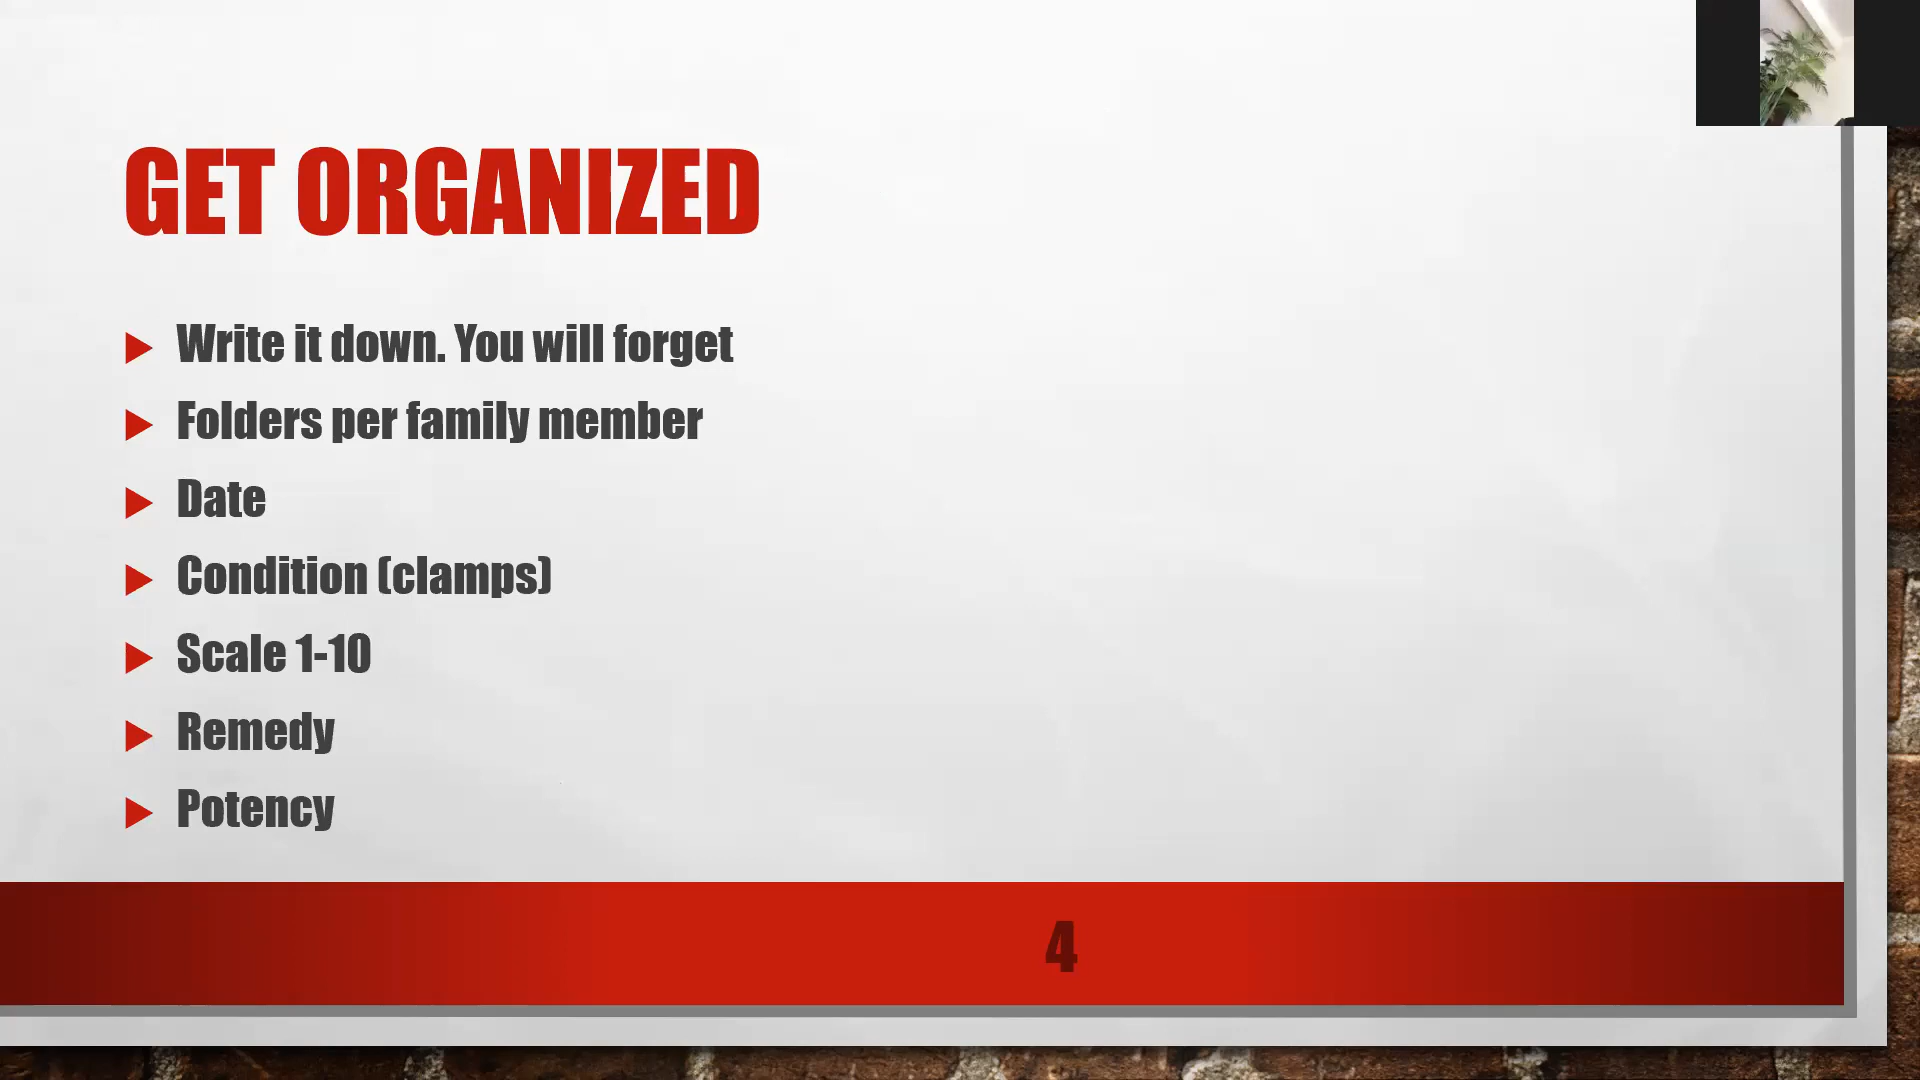 GET ORGANIZED
Write it down. You will forget
Folders per family member
Date
Condition (clamps)
Scale 1-10
Remedy
Potency
4